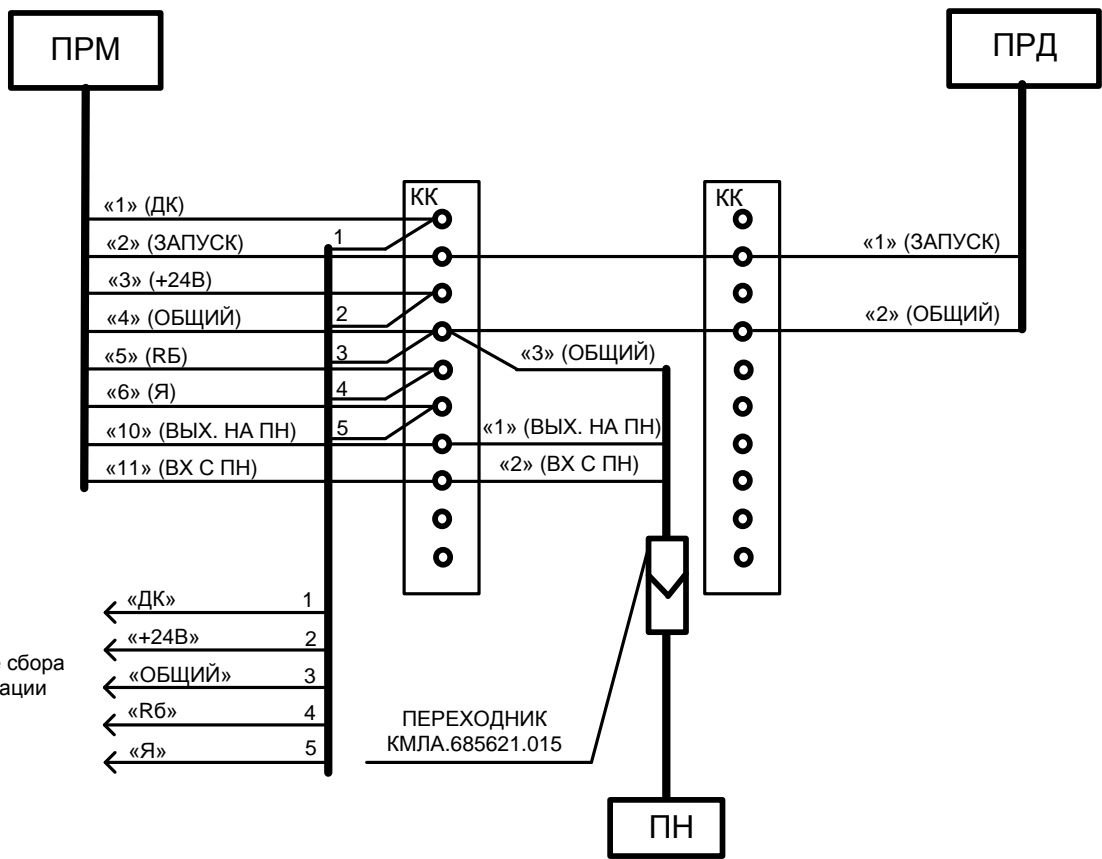 ПРМ
ПРД
КК
КК
«1» (ДК)
1
«2» (ЗАПУСК)
«1» (ЗАПУСК)
«3» (+24В)
2
«4» (ОБЩИЙ)
«2» (ОБЩИЙ)
3
«3» (ОБЩИЙ)
«5» (RБ)
4
«6» (Я)
5
«10» (ВЫХ. НА ПН)
«1» (ВЫХ. НА ПН)
«11» (ВХ С ПН)
«2» (ВХ С ПН)
«ДК»
1
«+24В»
2
сбора
«ОБЩИЙ»
3
«Rб»
4
«Я»
5
ПЕРЕХОДНИК
КМЛА.685621.015
ПН